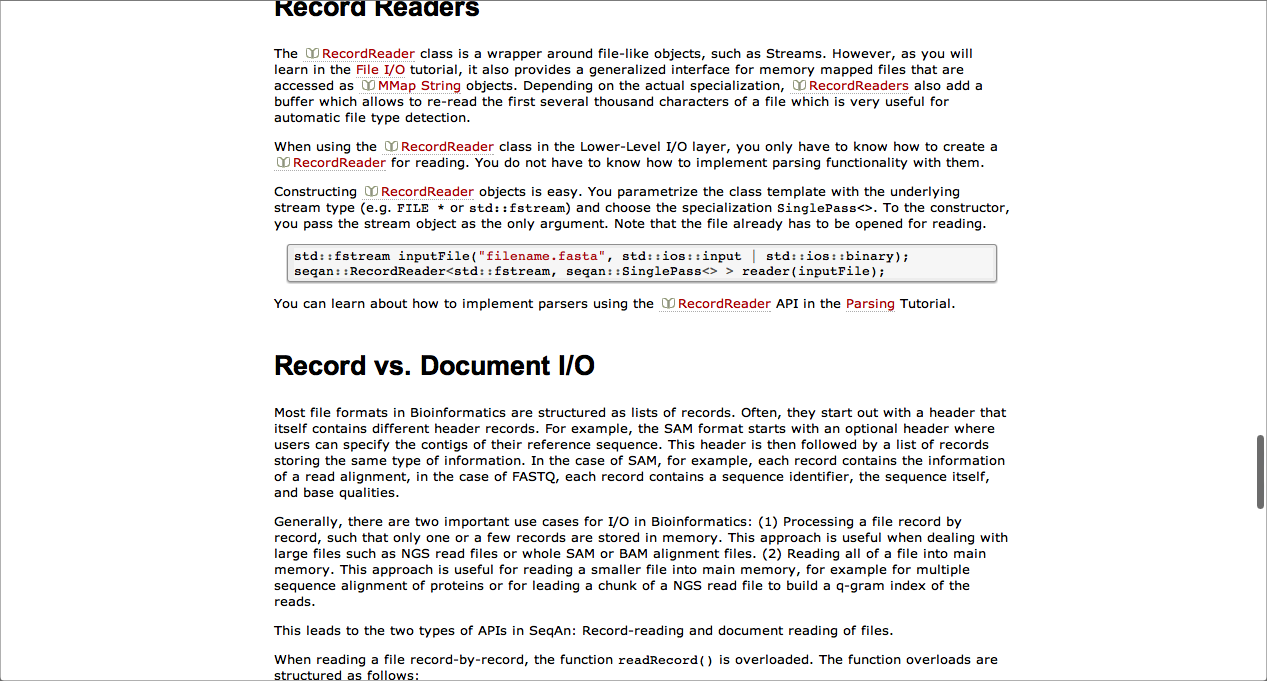 Record Readers
The RecordReader class is a wrapper around file-like objects, such as Streams. However, as you will
learn in the File I/O tutorial, it also provides a generalized interface for memory mapped files that are
accessed as MMap String objects. Depending on the actual specialization, RecordReaders also add a
buffer which allows to re-read the first several thousand characters of a file which is very useful for
automatic file type detection.
When using the RecordReader class in the Lower-Level I/O layer, you only have to know how to create a
RecordReader for reading. You do not have to know how to implement parsing functionality with them.
Constructing RecordReader objects is easy. You parametrize the class template with the underlying
stream type (e.g. FILE * or std::fstream) and choose the specialization SinglePass<>. To the constructor,
you pass the stream object as the only argument. Note that the file already has to be opened for reading.
std::fstream inputFile("filename.fasta", std::ios::input | std::ios::binary);
seqan::RecordReader<std::fstream, seqan::SinglePass<> > reader(inputFile);
You can learn about how to implement parsers using the RecordReader API in the Parsing Tutorial.
Record vs. Document I/O
Most file formats in Bioinformatics are structured as lists of records. Often, they start out with a header that
itself contains different header records. For example, the SAM format starts with an optional header where
users can specify the contigs of their reference sequence. This header is then followed by a list of records
storing the same type of information. In the case of SAM, for example, each record contains the information
of a read alignment, in the case of FASTQ, each record contains a sequence identifier, the sequence itself,
and base qualities.
Generally, there are two important use cases for I/O in Bioinformatics: (1) Processing a file record by
record, such that only one or a few records are stored in memory. This approach is useful when dealing with
large files such as NGS read files or whole SAM or BAM alignment files. (2) Reading all of a file into main
memory. This approach is useful for reading a smaller file into main memory, for example for multiple
sequence alignment of proteins or for leading a chunk of a NGS read file to build a q-gram index of the
reads.
This leads to the two types of APIs in SeqAn: Record-reading and document reading of files.
When reading a file record-by-record, the function readRecord() is overloaded. The function overloads are
structured as follows: